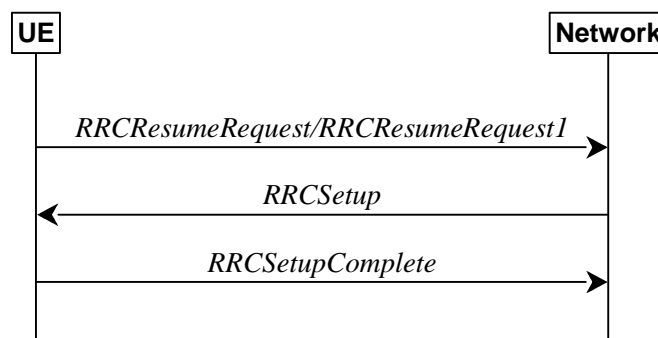 UE
Network
RRCResumeRequest/RRCResumeRequest1
RRCSetup
RRCSetupComplete